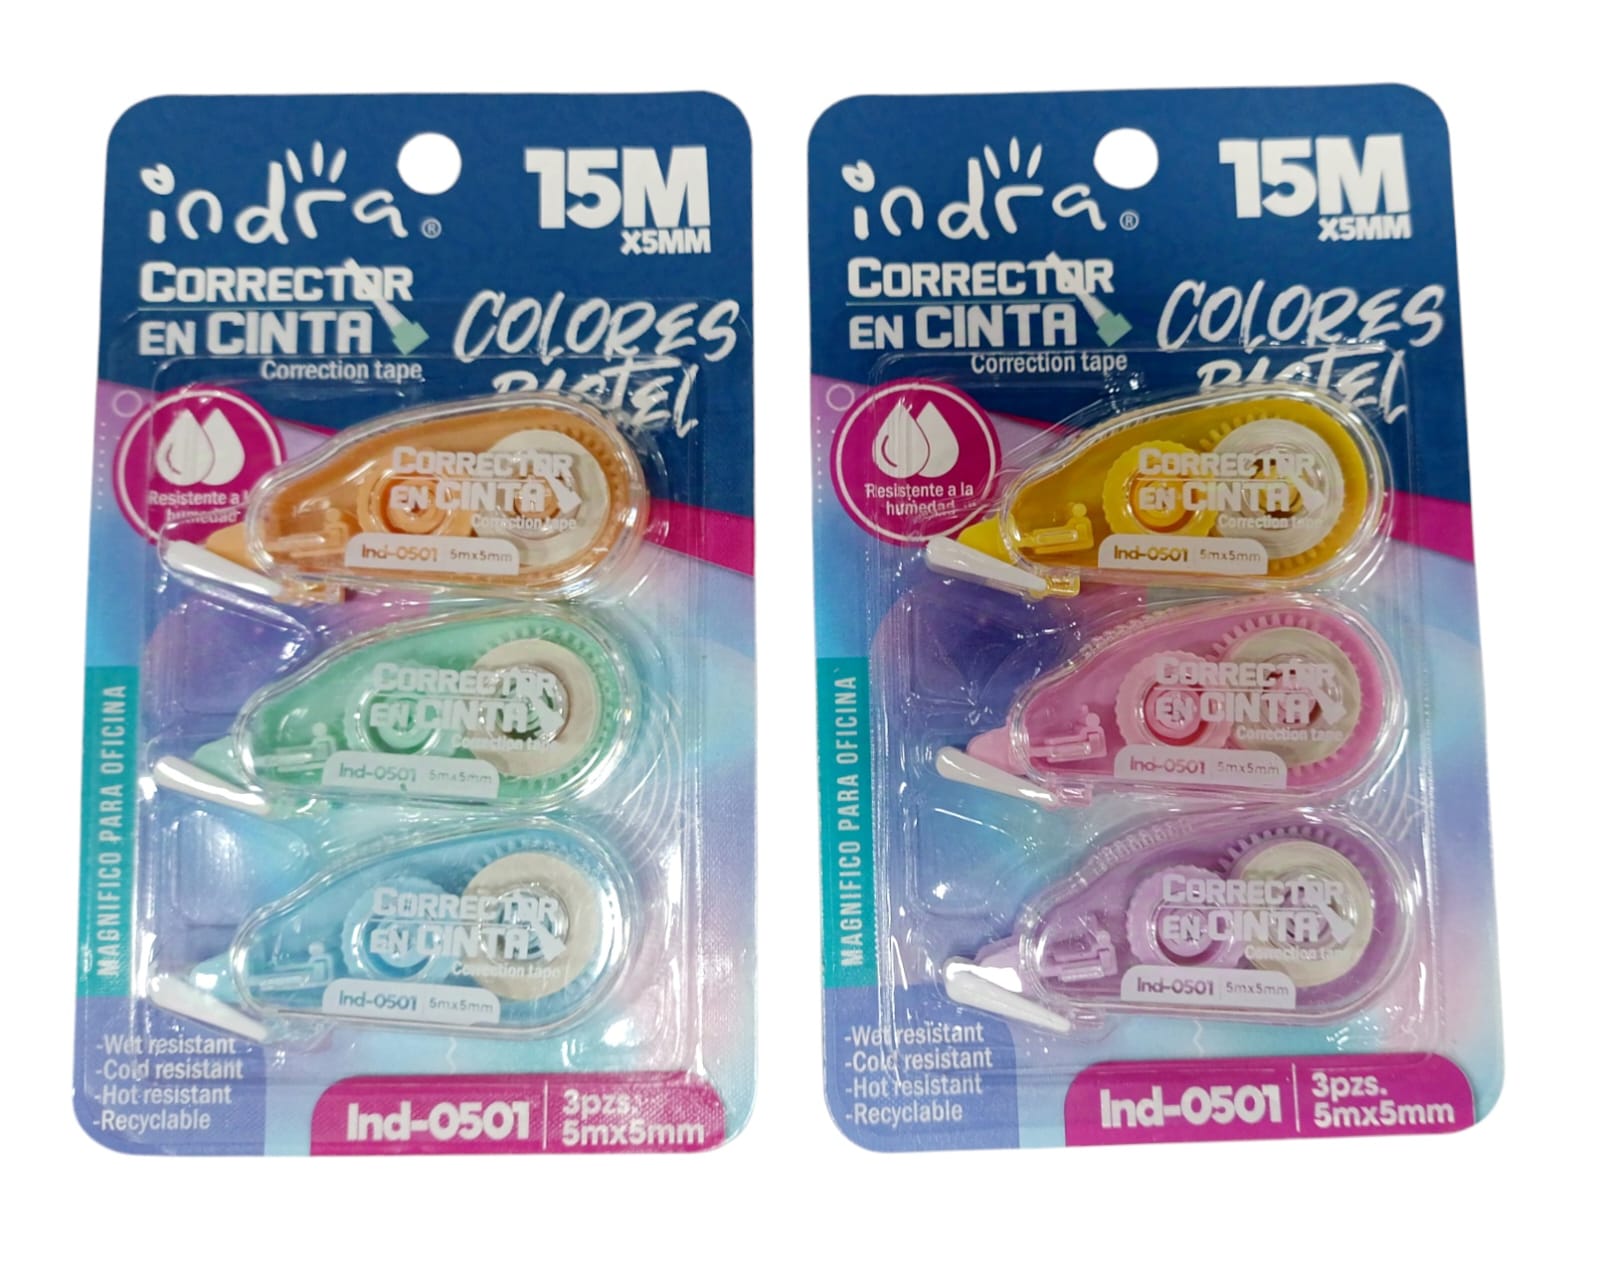 indra®
15M
X5MM
CORRECTOR
EN CINTA
Correction tape
COLORES
PASTEL
Resistente a la
humedad
CORRECTOR
EN CINTA
Correction tape
Ind-0501 5mx5mm
CORRECTOR
EN CINTA
Correction tape
Ind-0501 5mx5mm
CORRECTOR
EN CINTA
Correction tape
Ind-0501 5mx5mm
MAGNIFICO PARA OFICINA
-Wet resistant
-Cold resistant
-Hot resistant
-Recyclable
Ind-0501
3pzs.
5mx5mm
indra®
15M
X5MM
CORRECTOR
EN CINTA
Correction tape
COLORES
PASTEL
Resistente a la
humedad
CORRECTOR
EN CINTA
Correction tape
Ind-0501 5mx5mm
CORRECTOR
EN CINTA
Correction tape
Ind-0501 5mx5mm
CORRECTOR
EN CINTA
Correction tape
Ind-0501 5mx5mm
MAGNIFICO PARA OFICINA
-Wet resistant
-Cold resistant
-Hot resistant
-Recyclable
Ind-0501
3pzs.
5mx5mm